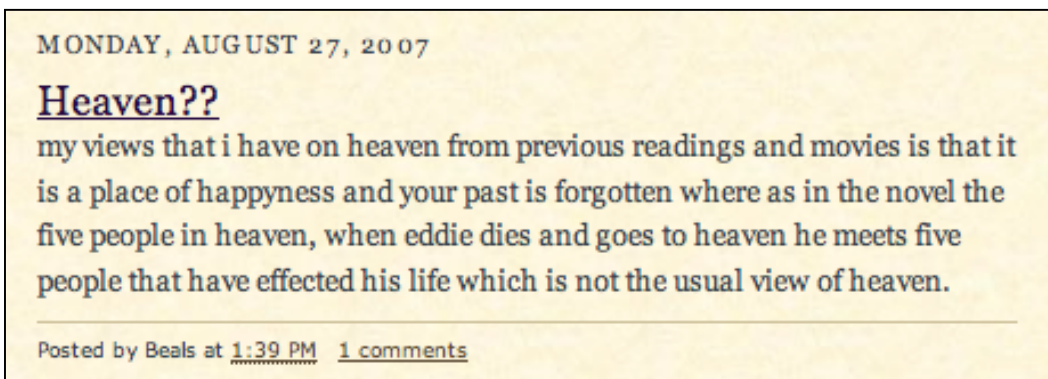 MONDAY, AUGUST 27, 2007
Heaven??
my views that i have on heaven from previous readings and movies is that it
is a place of happyness and your past is forgotten where as in the novel the
five people in heaven, when eddie dies and goes to heaven he meets five
people that have effected his life which is not the usual view of heaven.
Posted by Beals at 1:39 PM 1 comments